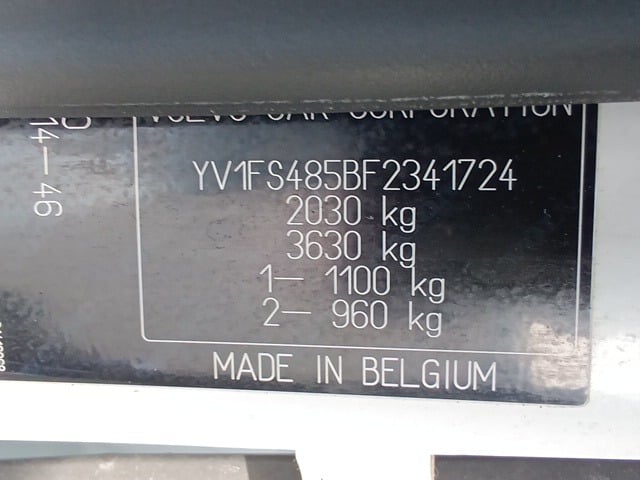 VOLVO CAR CORPORATION
YV1FS485BF2341724
2030 kg
3630 kg
1– 1100 kg
2– 960 kg
MADE IN BELGIUM
14–46